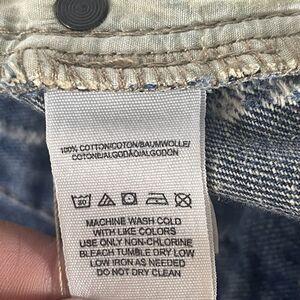 100% COTTON/COTON/BAUMWOLLE/
COTONE/ALGODÃO/ALGODON
30
MACHINE WASH COLD
WITH LIKE COLORS
USE ONLY NON-CHLORINE
BLEACH TUMBLE DRY LOW
LOW IRON AS NEEDED
DO NOT DRY CLEAN